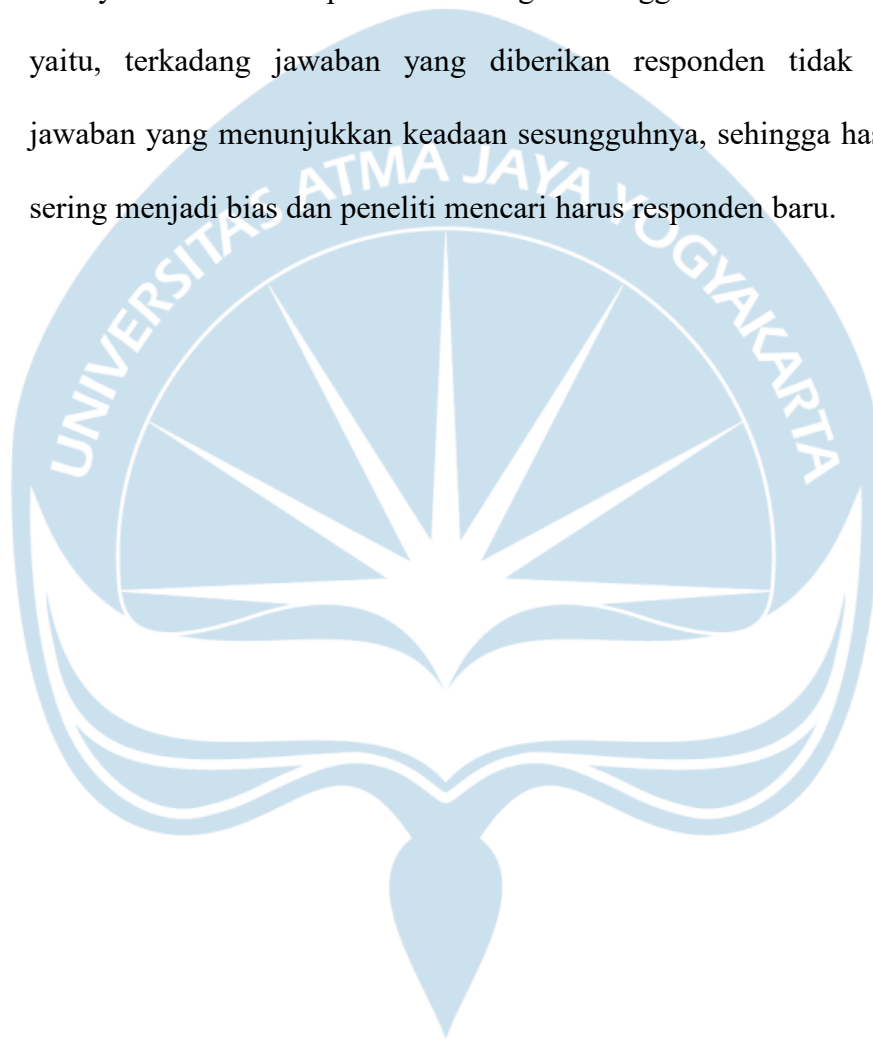 yaitu, terkadang jawaban yang diberikan responden tidak
jawaban yang menunjukkan keadaan sesungguhnya, sehingga
sering menjadi bias dan peneliti mencari harus responden baru.
UNIVERSITAS ATMA JAYA YOGYAKARTA